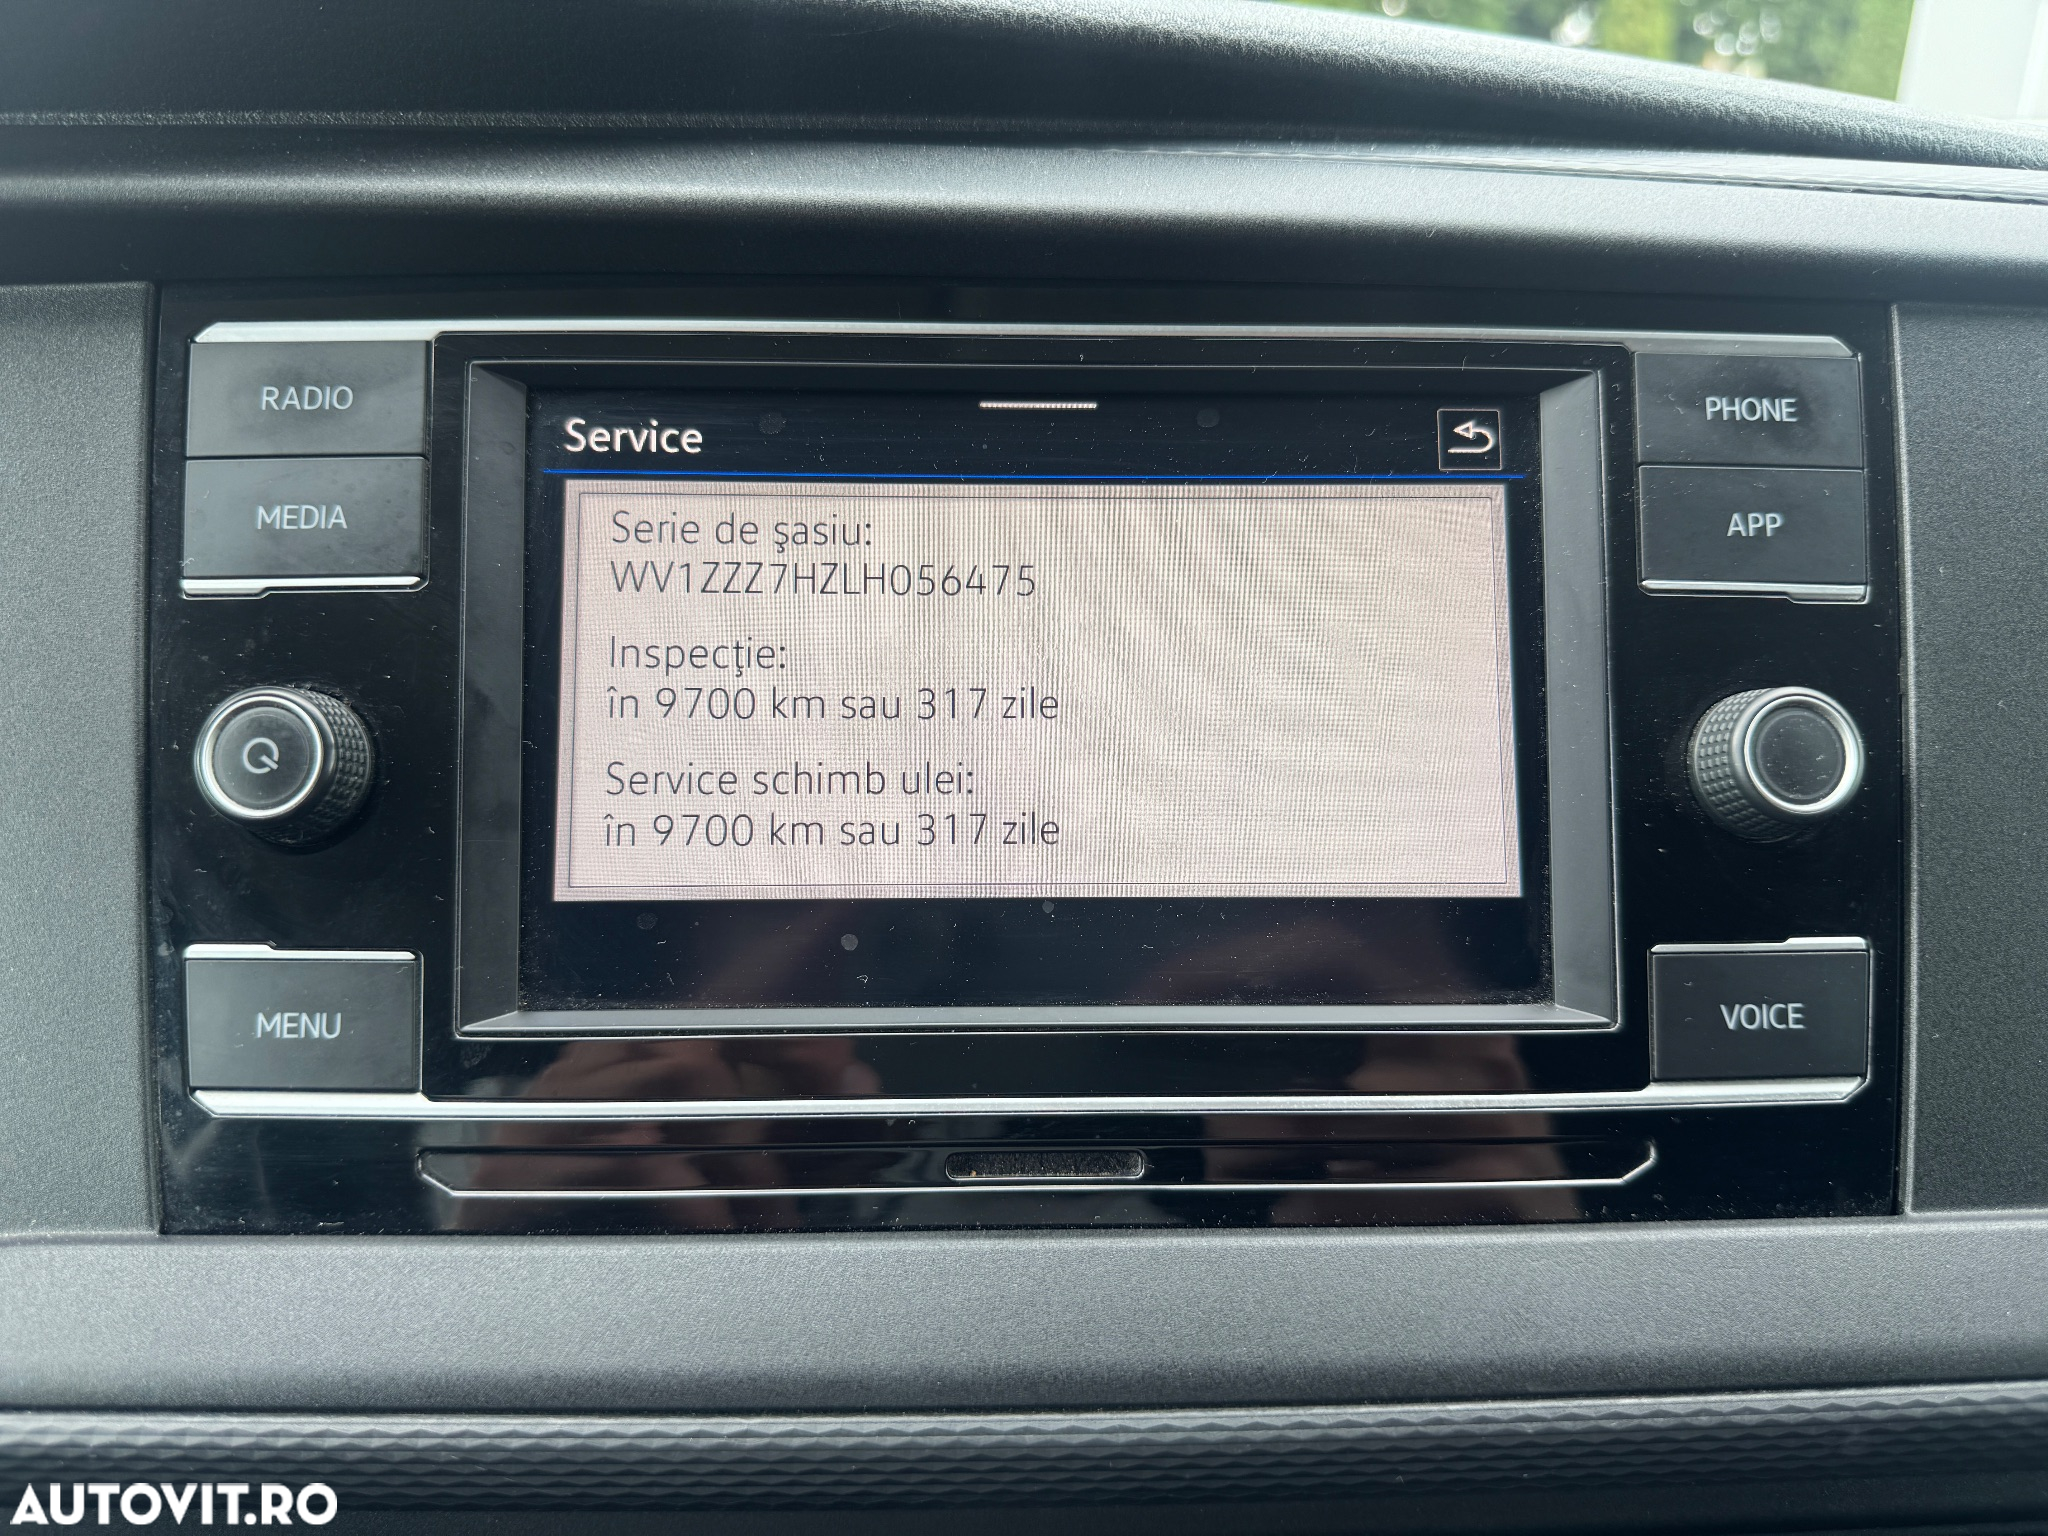 RADIO
MEDIA
MENU
Service
Serie de şasiu:
WV1ZZZ7HZLH056475
Inspecţie:
în 9700 km sau 317 zile
Service schimb ulei:
în 9700 km sau 317 zile
PHONE
APP
VOICE
AUTOVIT.RO